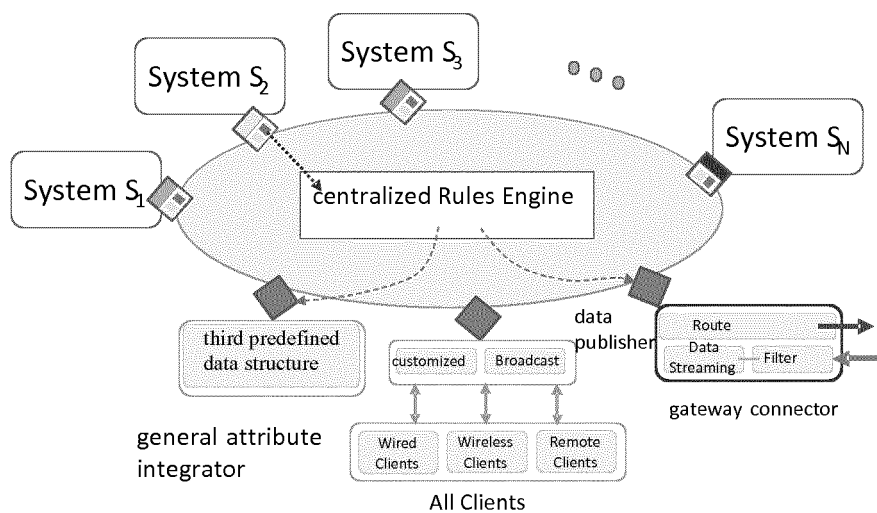 System S3
System S2
System SN
System S1
centralized Rules Engine
third predefined
data structure
data
publisher
Route
Data
Streaming
Filter
customized
Broadcast
gateway connector
general attribute
integrator
Wired
Clients
Wireless
Clients
Remote
Clients
All Clients